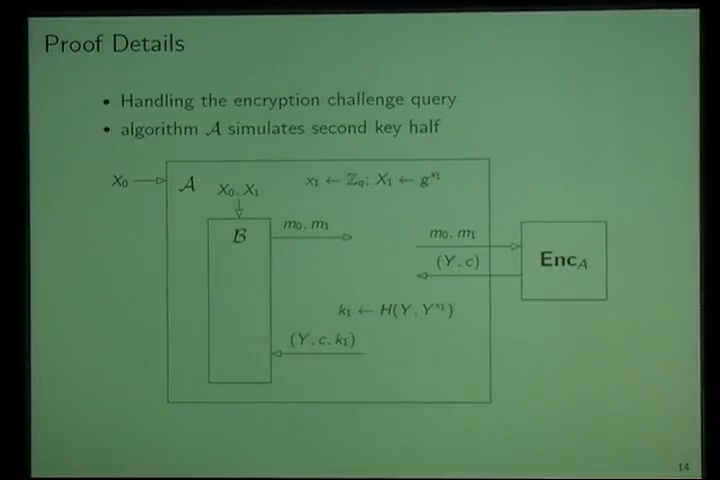 Proof Details
• Handling the encryption challenge query
• algorithm 𝒜 simulates second key half
X₀
𝒜
X₀, X₁
x₁ ← ℤq; X₁ ← g^x₁
ℬ
m₀, m₁
m₀, m₁
(Y, c)
Enc_A
k₁ ← H(Y, Y^x₁)
(Y, c, k₁)
14